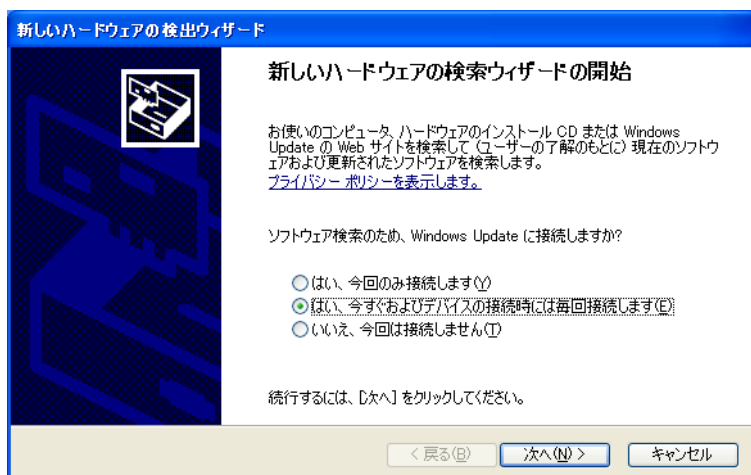 新しいハードウェアの検出ウィザード
新しいハードウェアの検索ウィザードの開始
お使いのコンピュータ、ハードウェアのインストール CD または Windows
Update の Web サイトを検索して (ユーザーの了解のもとに) 現在のソフトウ
ェアおよび更新されたソフトウェアを検索します。
プライバシー ポリシーを表示します。
ソフトウェア検索のため、Windows Update に接続しますか?
はい、今回のみ接続します(Y)
はい、今すぐおよびデバイスの接続時には毎回接続します(E)
いいえ、今回は接続しません(T)
続行するには、[次へ] をクリックしてください。
< 戻る(B) 次へ(N) > キャンセル